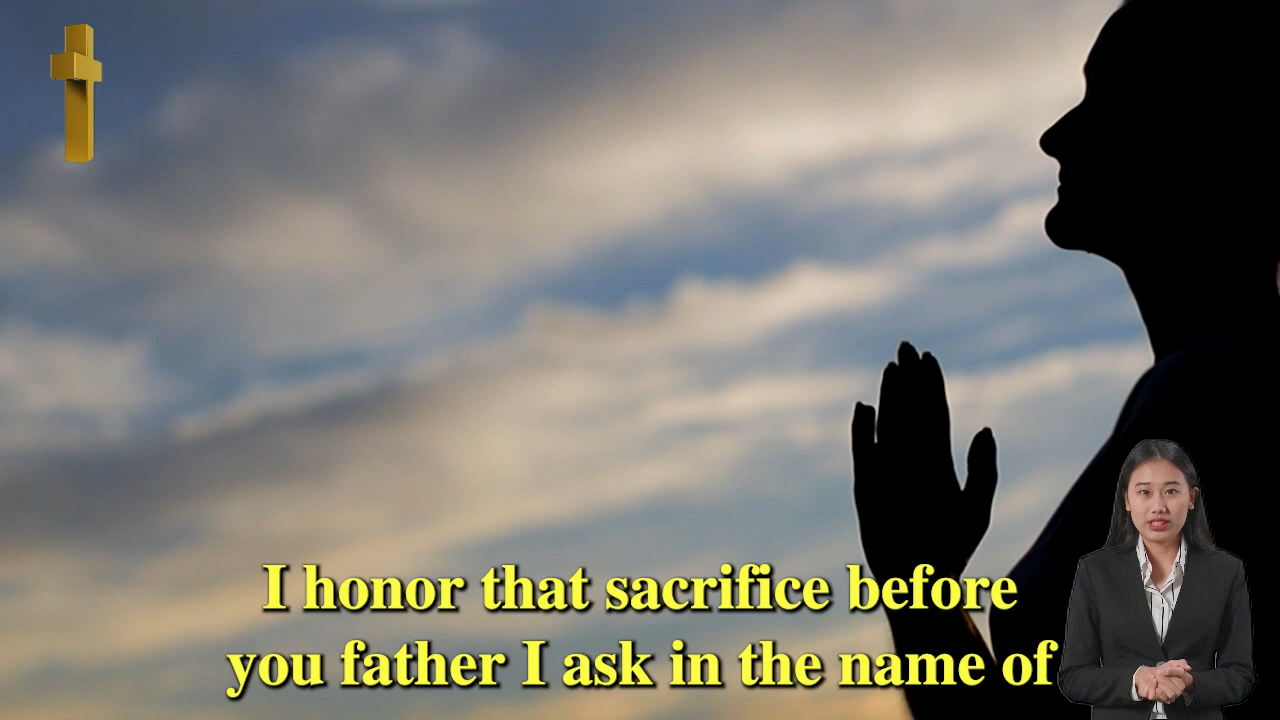 I honor that sacrifice before
you father I ask in the name of